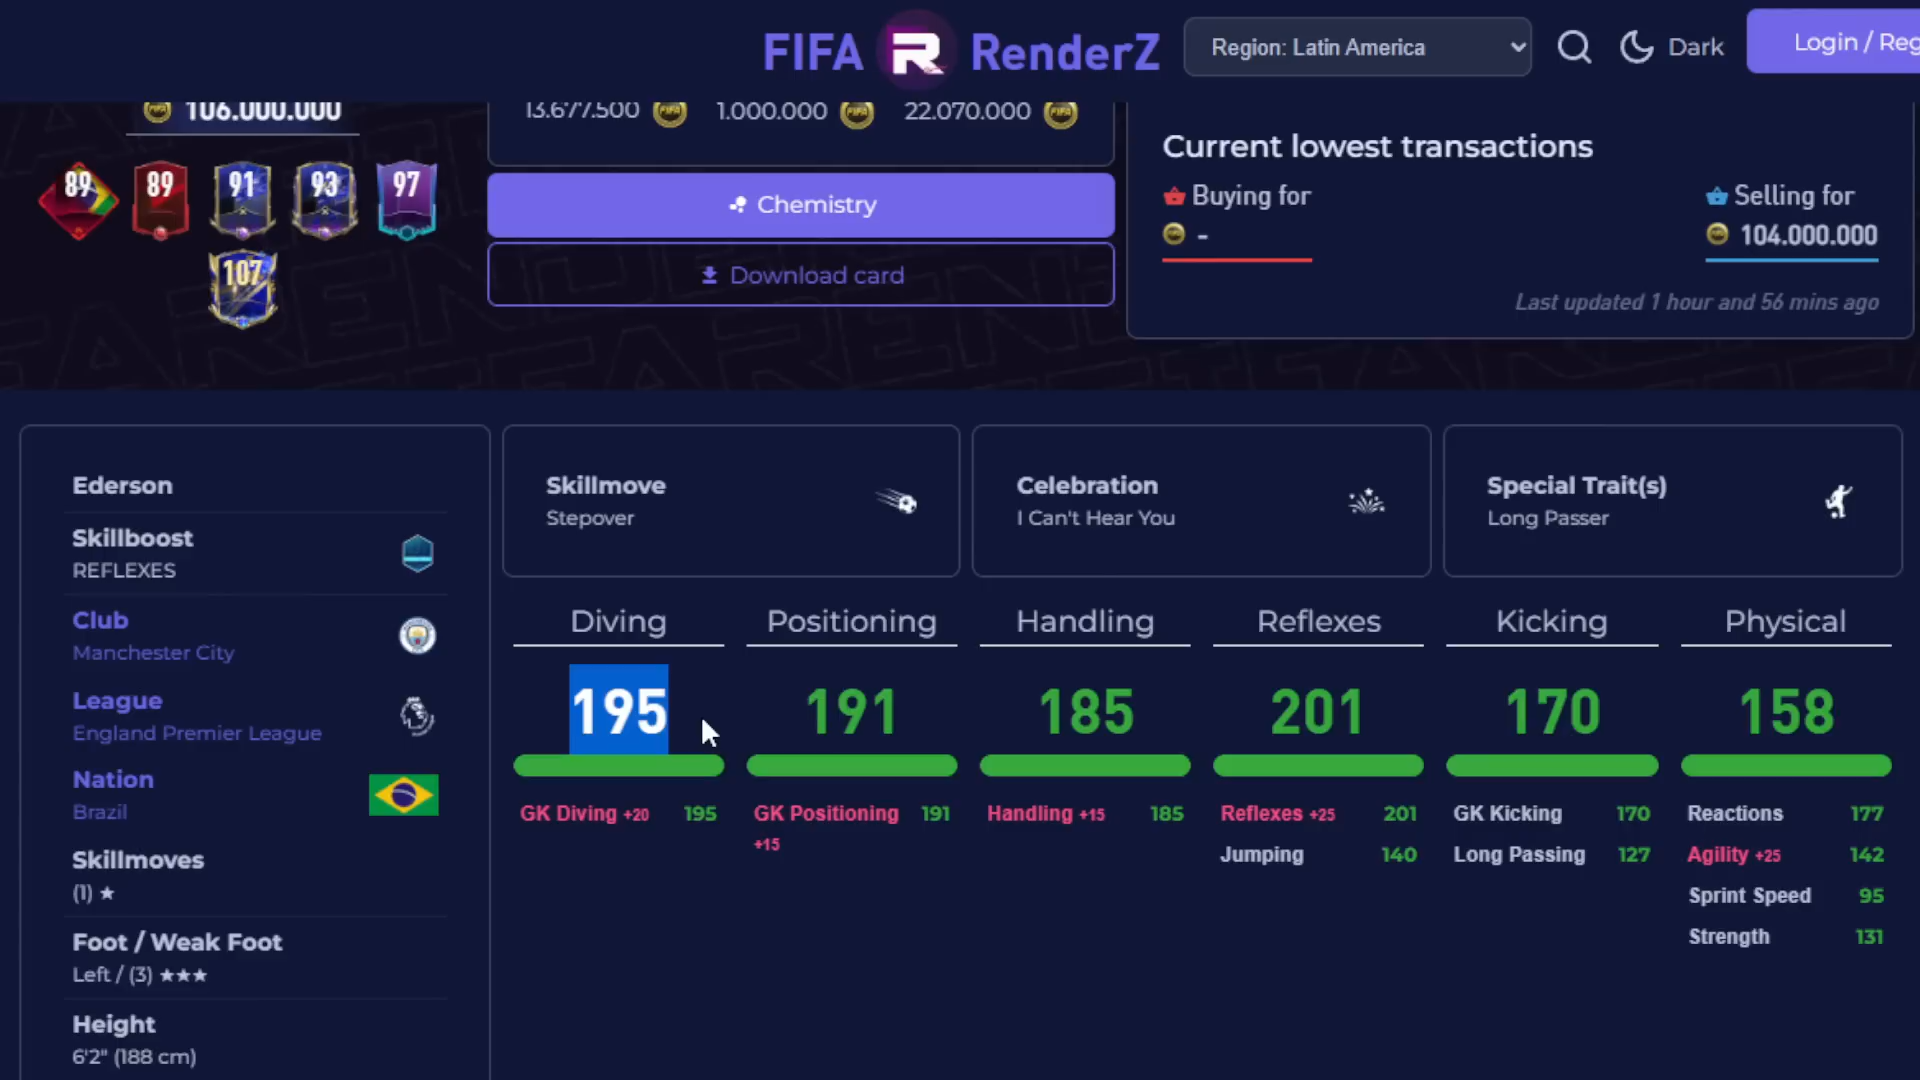 FIFA RenderZ
Region: Latin America
Dark
Login / Reg
106.000.000
13.677.500 1.000.000 22.070.000
89 89 91 93 97
107
Chemistry
Download card
Current lowest transactions
Buying for Selling for
- 104.000.000
Last updated 1 hour and 56 mins ago
Ederson
Skillboost
REFLEXES
Club
Manchester City
League
England Premier League
Nation
Brazil
Skillmoves
(1) ★
Foot / Weak Foot
Left / (3) ★★★
Height
6'2" (188 cm)
Skillmove
Stepover
Celebration
I Can't Hear You
Special Trait(s)
Long Passer
Diving Positioning Handling Reflexes Kicking Physical
195 191 185 201 170 158
GK Diving +20 195
GK Positioning 191
+15
Handling +15 185
Reflexes +25 201
Jumping 140
GK Kicking 170
Long Passing 127
Reactions 177
Agility +25 142
Sprint Speed 95
Strength 131